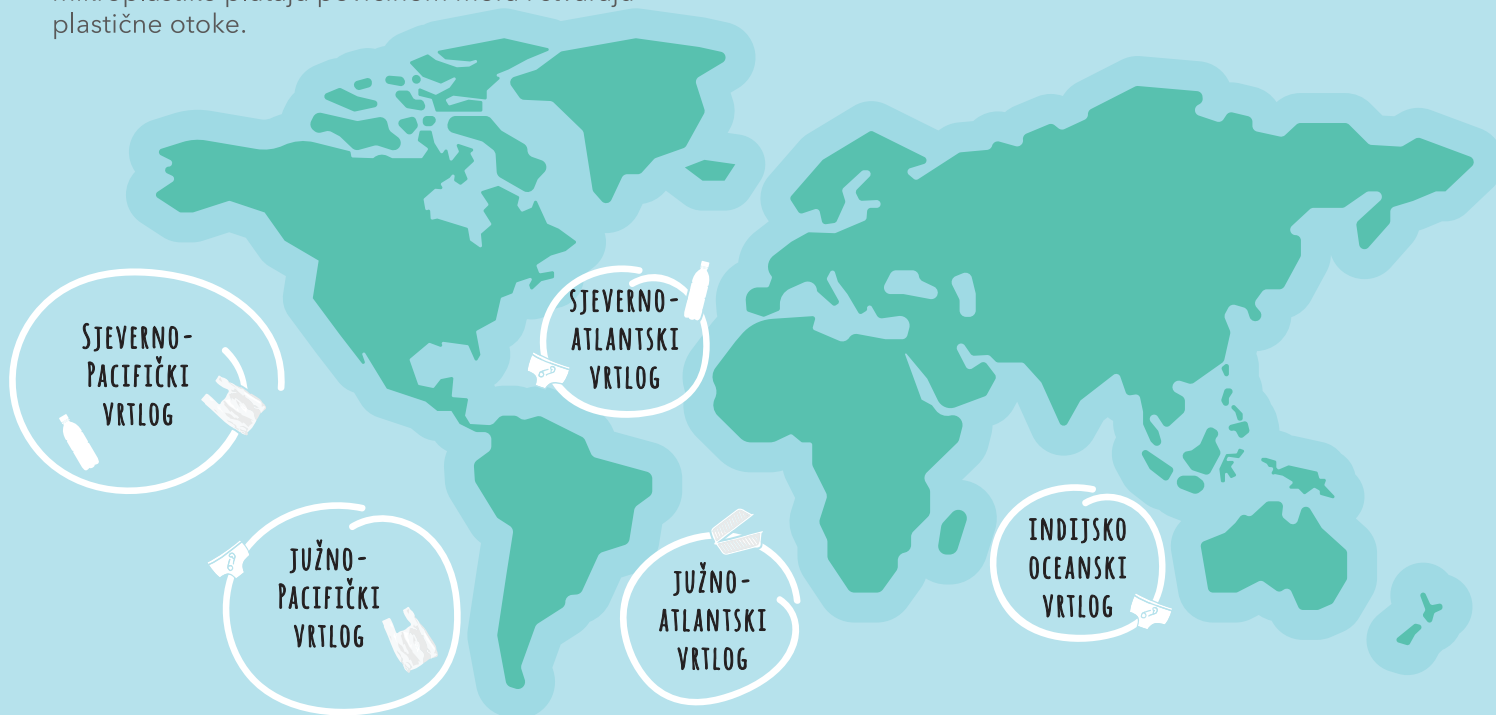 plastične otoke.
SJEVERNO-
ATLANTSKI
VRTLOG
SJEVERNO-
PACIFIČKI
VRTLOG
JUŽNO-
PACIFIČKI
VRTLOG
JUŽNO-
ATLANTSKI
VRTLOG
INDIJSKO
OCEANSKI
VRTLOG